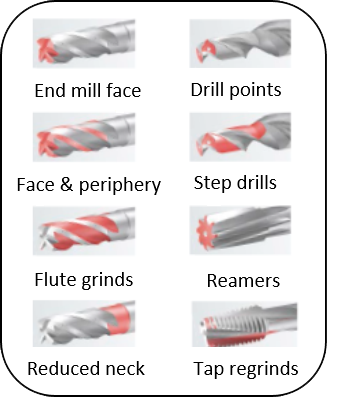 End mill face
Drill points
Face & periphery
Step drills
Flute grinds
Reamers
Reduced neck
Tap regrinds